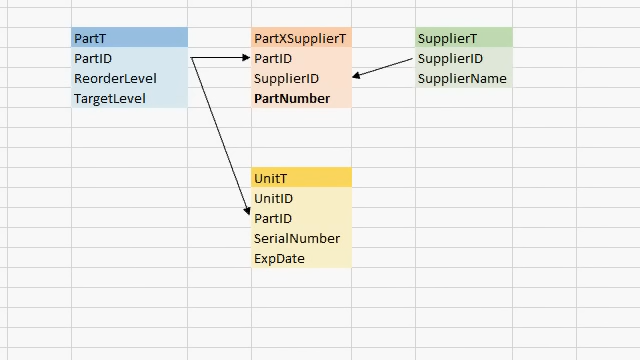 PartT
PartID
ReorderLevel
TargetLevel
PartXSupplierT
PartID
SupplierID
PartNumber
SupplierT
SupplierID
SupplierName
UnitT
UnitID
PartID
SerialNumber
ExpDate